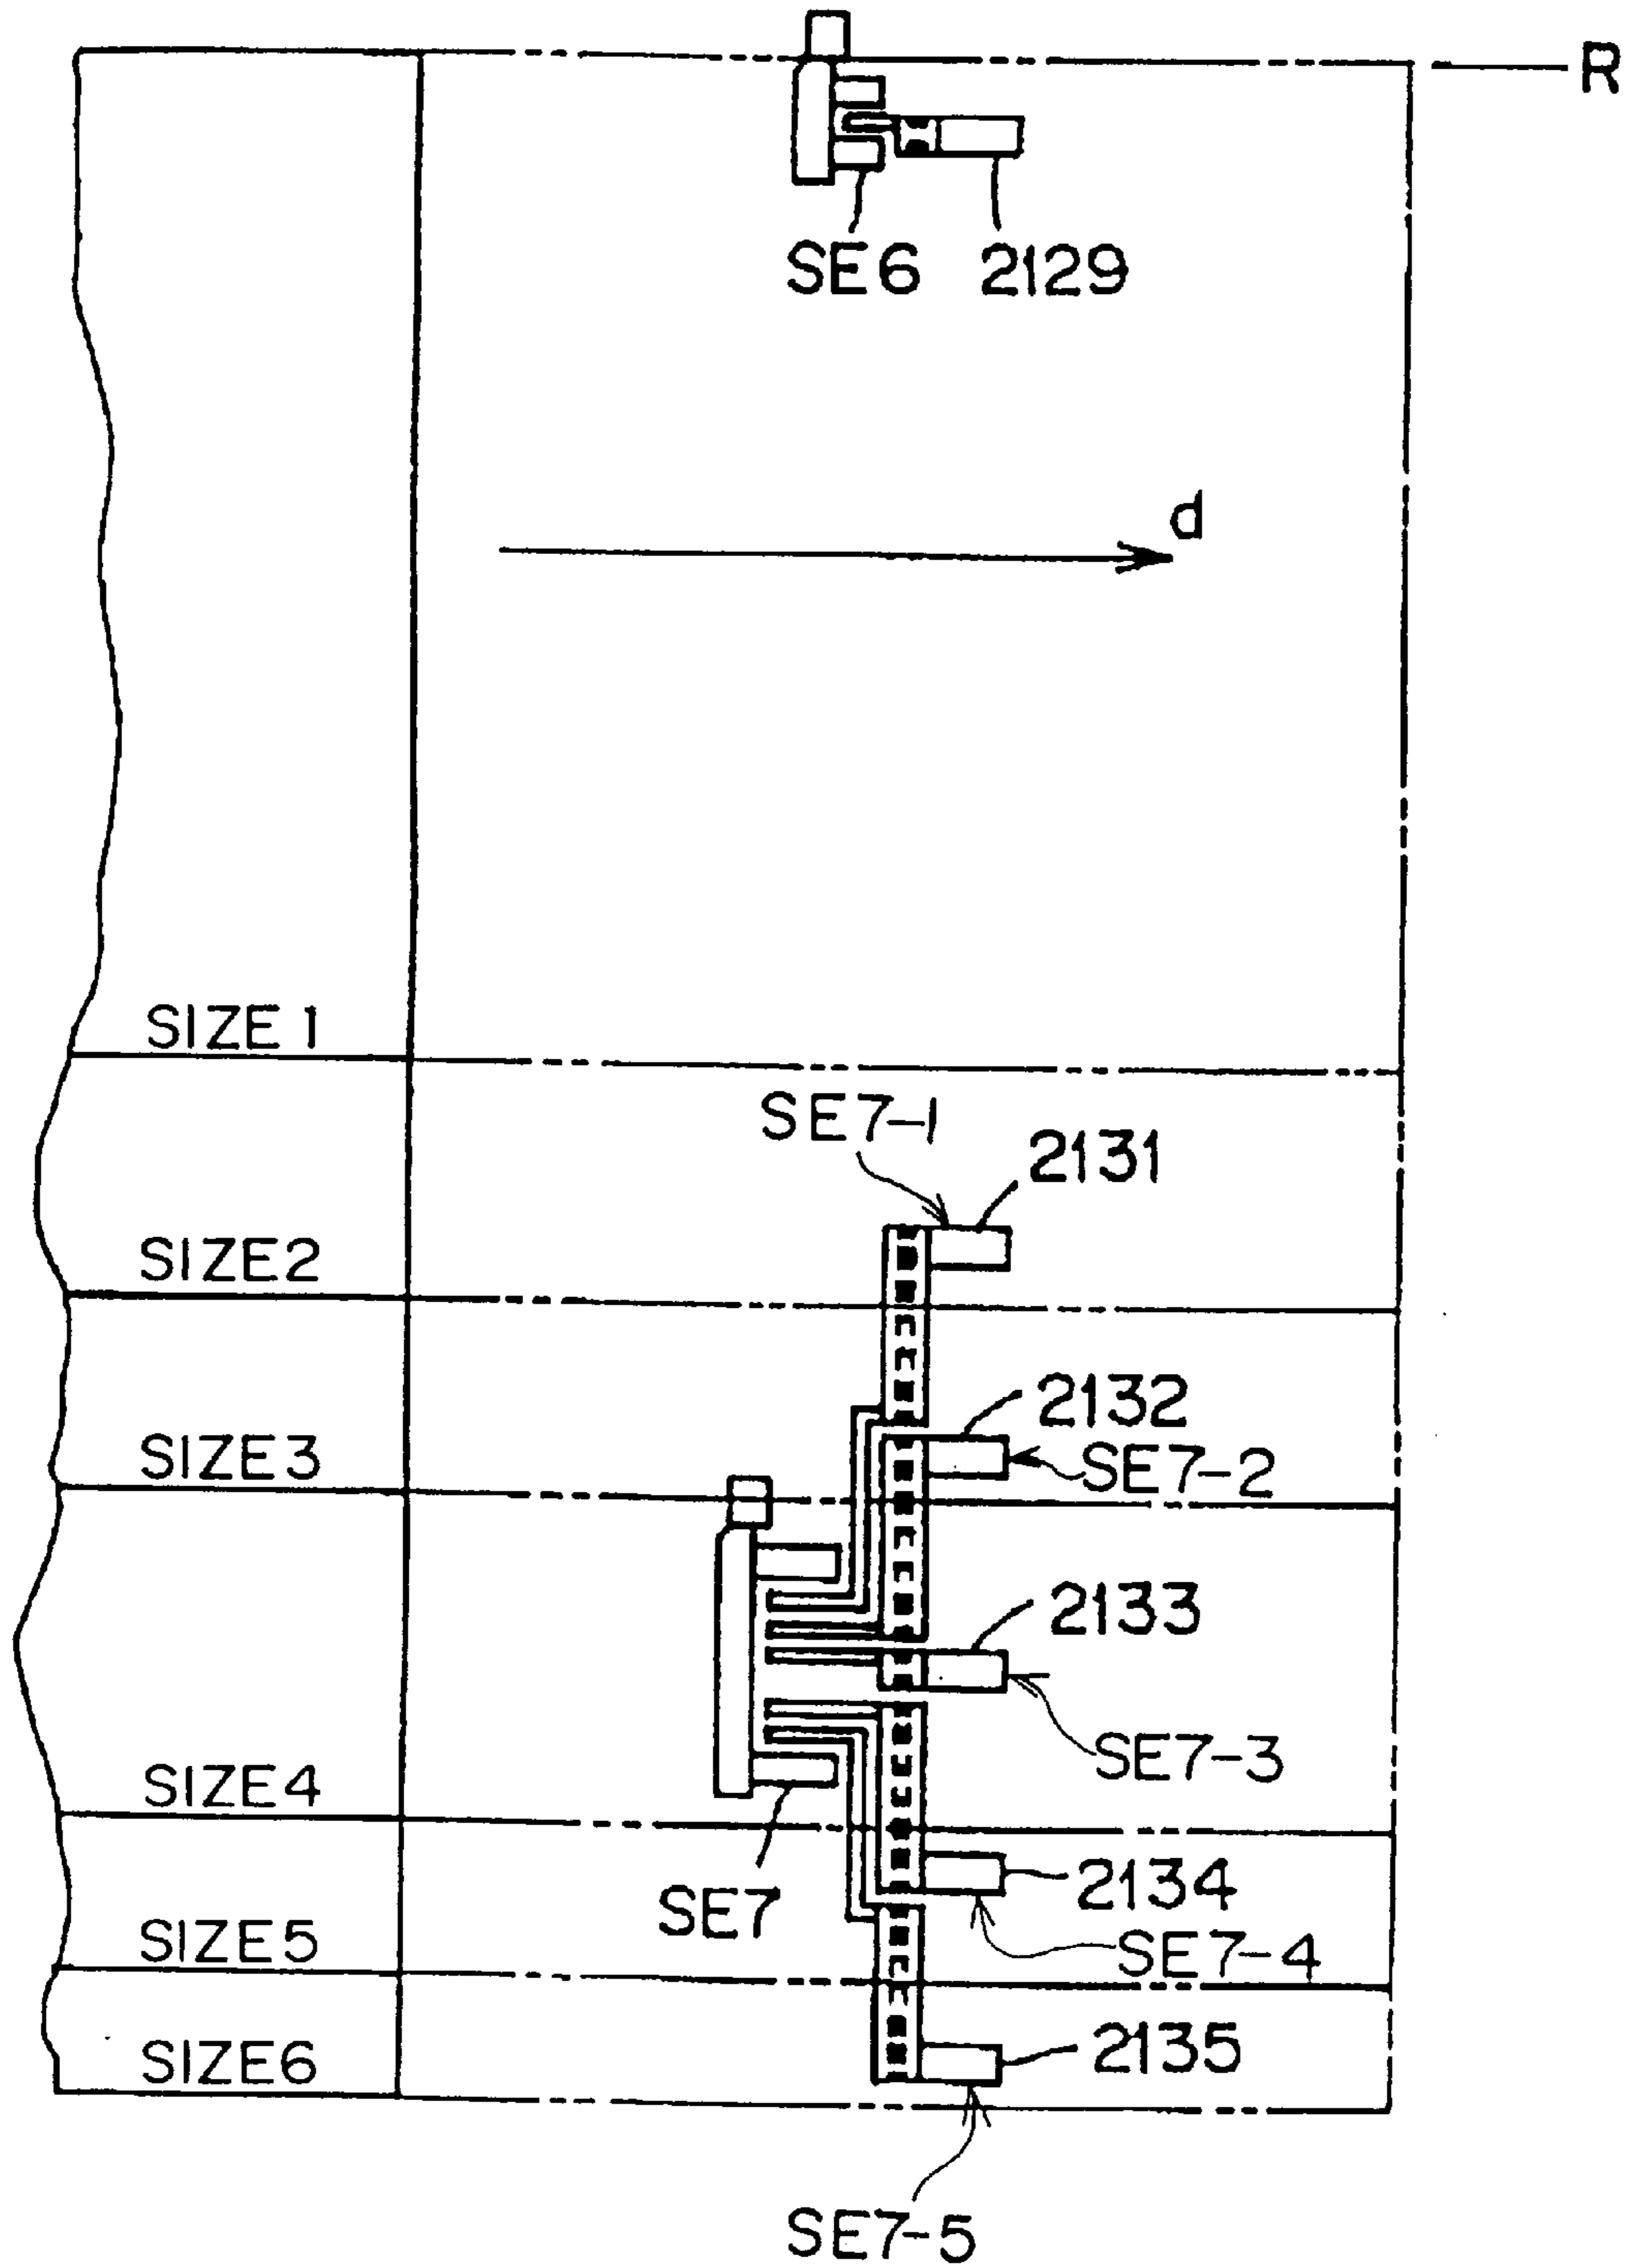 R
SE6 2129
d
SIZE 1
SE7-1
2131
SIZE2
2132
SIZE3
SE7-2
2133
SE7-3
SIZE4
2134
SE7
SIZE5
SE7-4
2135
SIZE6
SE7-5